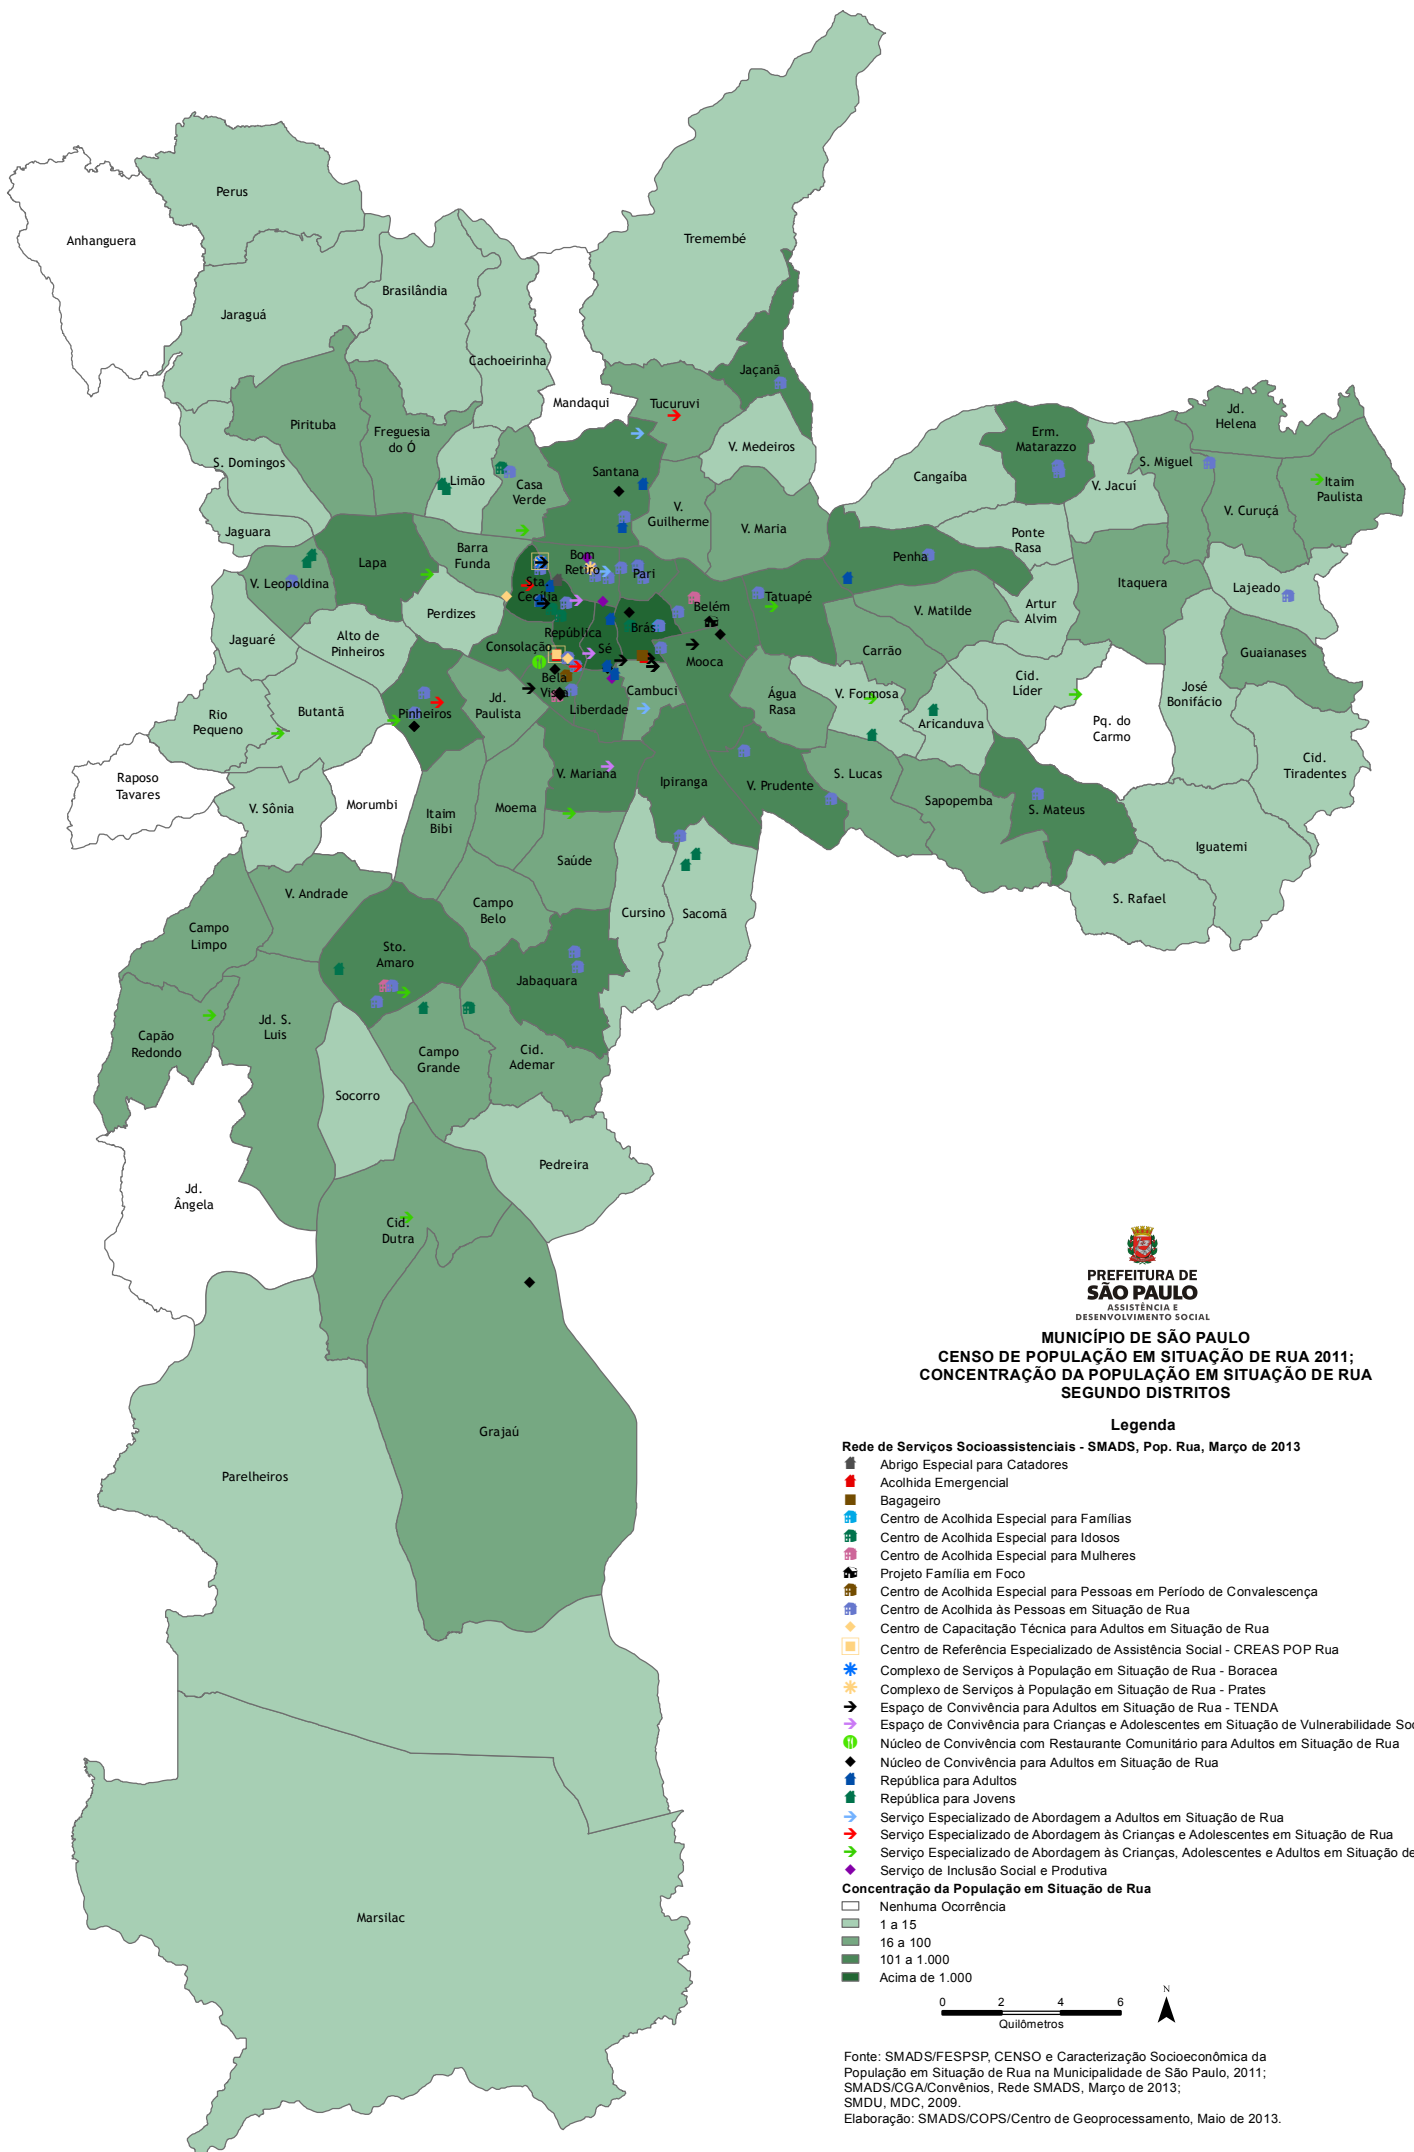 Perus
Anhanguera
Tremembé
Brasilândia
Jaraguá
Cachoeirinha
Jaçanã
Mandaqui
Tucuruvi
Pirituba
Freguesia
do Ó
Jd.
Helena
Erm.
Matarazzo
V. Medeiros
S. Domingos
S. Miguel
Santana
Limão
Casa
Verde
Cangaíba
V. Jacuí
Itaim
Paulista
V.
Guilherme
V. Maria
V. Curuçá
Jaguara
Ponte
Rasa
Barra
Funda
Bom
Retiro
Lapa
Penha
Pari
V. Leopoldina
Sta.
Cecília
Itaquera
Lajeado
Tatuapé
Belém
Perdizes
V. Matilde
Artur
Alvim
Brás
República
Jaguaré
Alto de
Pinheiros
Consolação
Sé
Carrão
Guaianases
Mooca
Bela
Vista
Cid.
Líder
José
Bonifácio
Cambuci
Água
Rasa
V. Formosa
Jd.
Paulista
Butantã
Pinheiros
Liberdade
Rio
Pequeno
Aricanduva
Pq. do
Carmo
Cid.
Tiradentes
Raposo
Tavares
V. Mariana
Ipiranga
V. Prudente
S. Lucas
V. Sônia
Morumbi
Moema
Sapopemba
S. Mateus
Itaim
Bibi
Iguatemi
Saúde
V. Andrade
Campo
Belo
Cursino
Sacomã
S. Rafael
Campo
Limpo
Sto.
Amaro
Jabaquara
Jd. S.
Luis
Capão
Redondo
Campo
Grande
Cid.
Ademar
Socorro
Pedreira
Jd.
Ângela
Cid.
Dutra
Grajaú
Parelheiros
Marsilac
PREFEITURA DE
SÃO PAULO
ASSISTÊNCIA E
DESENVOLVIMENTO SOCIAL
MUNICÍPIO DE SÃO PAULO
CENSO DE POPULAÇÃO EM SITUAÇÃO DE RUA 2011;
CONCENTRAÇÃO DA POPULAÇÃO EM SITUAÇÃO DE RUA
SEGUNDO DISTRITOS
Legenda
Rede de Serviços Socioassistenciais - SMADS, Pop. Rua, Março de 2013
Abrigo Especial para Catadores
Acolhida Emergencial
Bagageiro
Centro de Acolhida Especial para Famílias
Centro de Acolhida Especial para Idosos
Centro de Acolhida Especial para Mulheres
Projeto Família em Foco
Centro de Acolhida Especial para Pessoas em Período de Convalescença
Centro de Acolhida às Pessoas em Situação de Rua
Centro de Capacitação Técnica para Adultos em Situação de Rua
Centro de Referência Especializado de Assistência Social - CREAS POP Rua
Complexo de Serviços à População em Situação de Rua - Boracea
Complexo de Serviços à População em Situação de Rua - Prates
Espaço de Convivência para Adultos em Situação de Rua - TENDA
Espaço de Convivência para Crianças e Adolescentes em Situação de Vulnerabilidade Soc
Núcleo de Convivência com Restaurante Comunitário para Adultos em Situação de Rua
Núcleo de Convivência para Adultos em Situação de Rua
República para Adultos
República para Jovens
Serviço Especializado de Abordagem a Adultos em Situação de Rua
Serviço Especializado de Abordagem às Crianças e Adolescentes em Situação de Rua
Serviço Especializado de Abordagem às Crianças, Adolescentes e Adultos em Situação de
Serviço de Inclusão Social e Produtiva
Concentração da População em Situação de Rua
Nenhuma Ocorrência
1 a 15
16 a 100
101 a 1.000
Acima de 1.000
0 2 4 6
Quilômetros
N
Fonte: SMADS/FESPSP, CENSO e Caracterização Socioeconômica da
População em Situação de Rua na Municipalidade de São Paulo, 2011;
SMADS/CGA/Convênios, Rede SMADS, Março de 2013;
SMDU, MDC, 2009.
Elaboração: SMADS/COPS/Centro de Geoprocessamento, Maio de 2013.